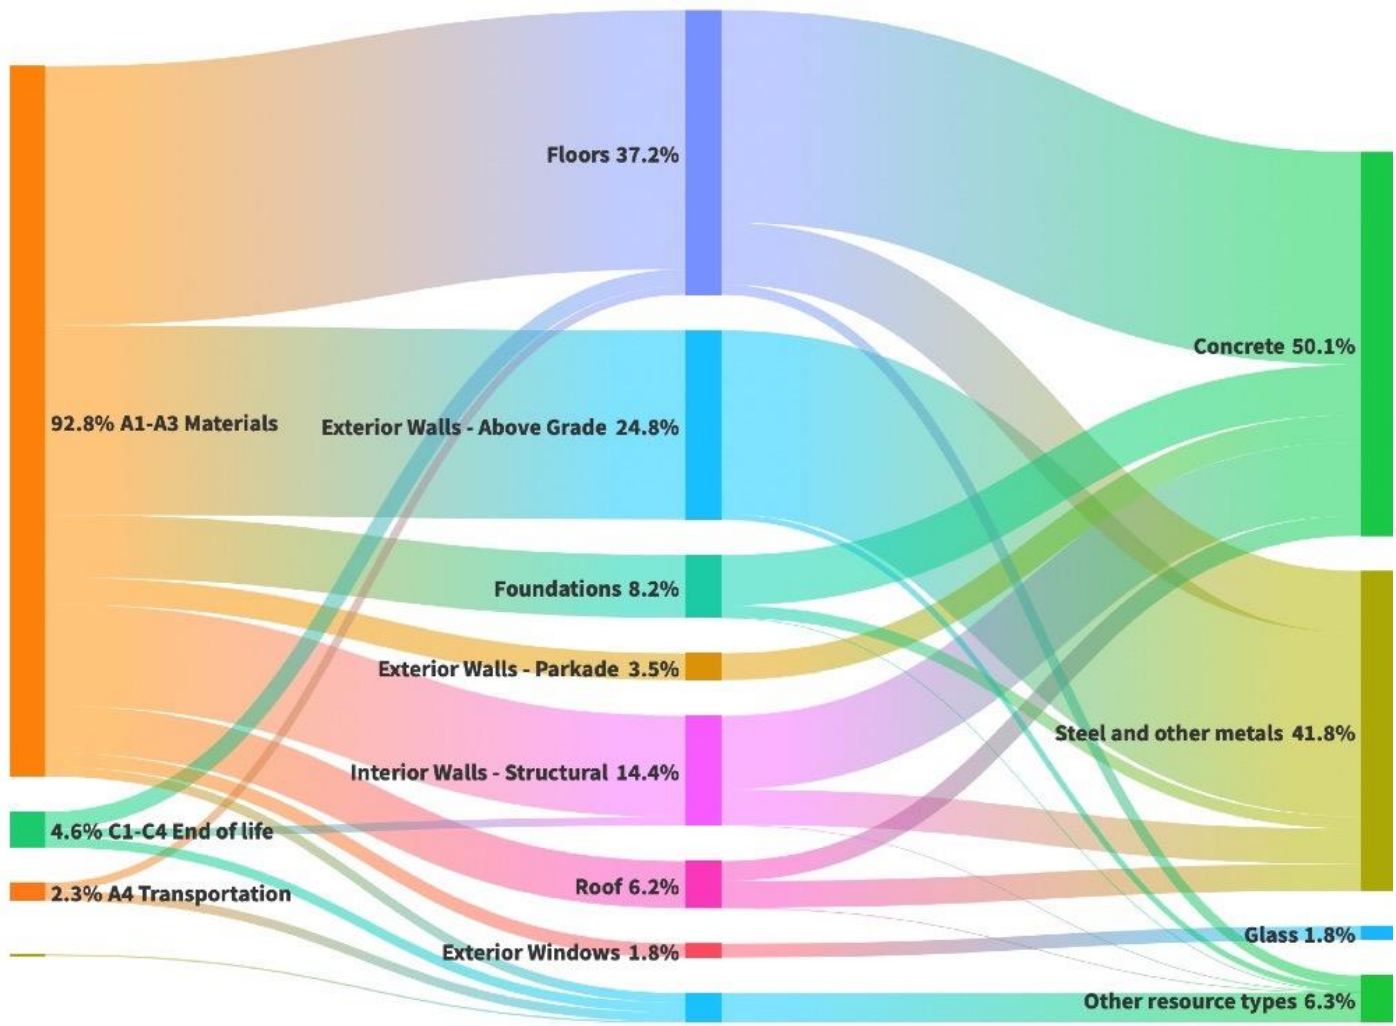 92.8% A1-A3 Materials
4.6% C1-C4 End of life
2.3% A4 Transportation
Floors 37.2%
Exterior Walls - Above Grade 24.8%
Foundations 8.2%
Exterior Walls - Parkade 3.5%
Interior Walls - Structural 14.4%
Roof 6.2%
Exterior Windows 1.8%
Concrete 50.1%
Steel and other metals 41.8%
Glass 1.8%
Other resource types 6.3%